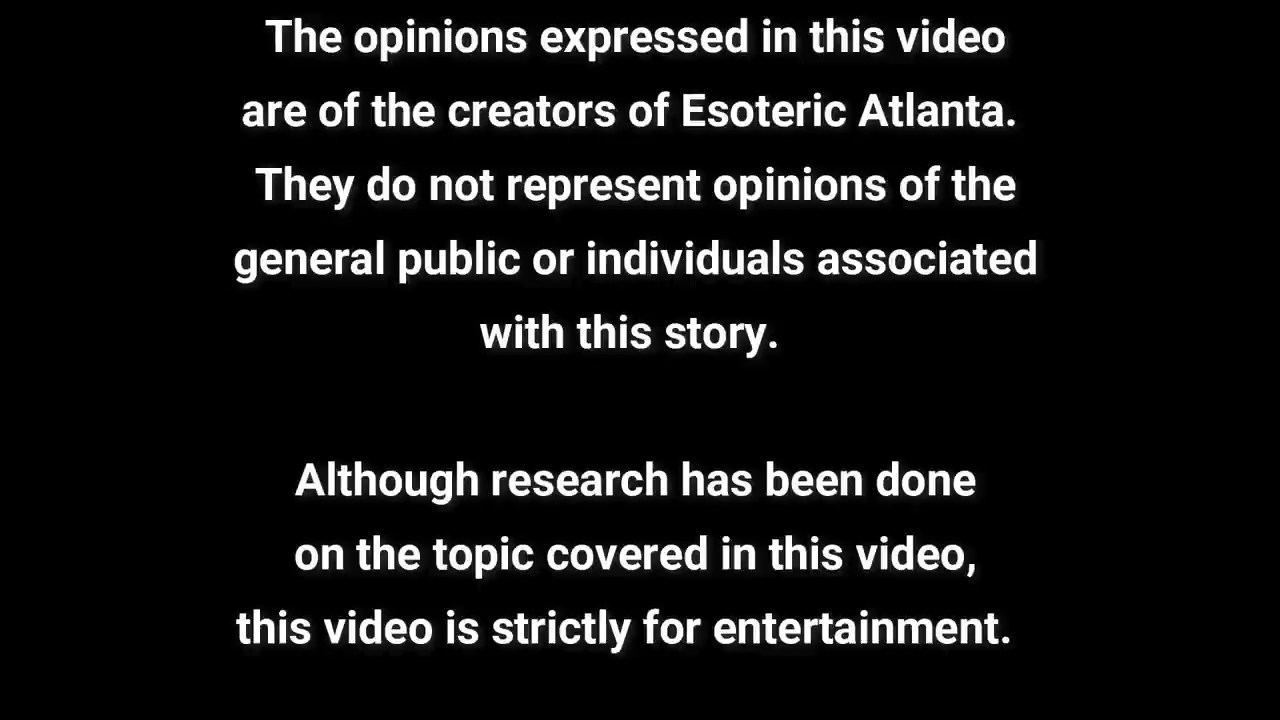 The opinions expressed in this video
are of the creators of Esoteric Atlanta.
They do not represent opinions of the
general public or individuals associated
with this story.
Although research has been done
on the topic covered in this video,
this video is strictly for entertainment.